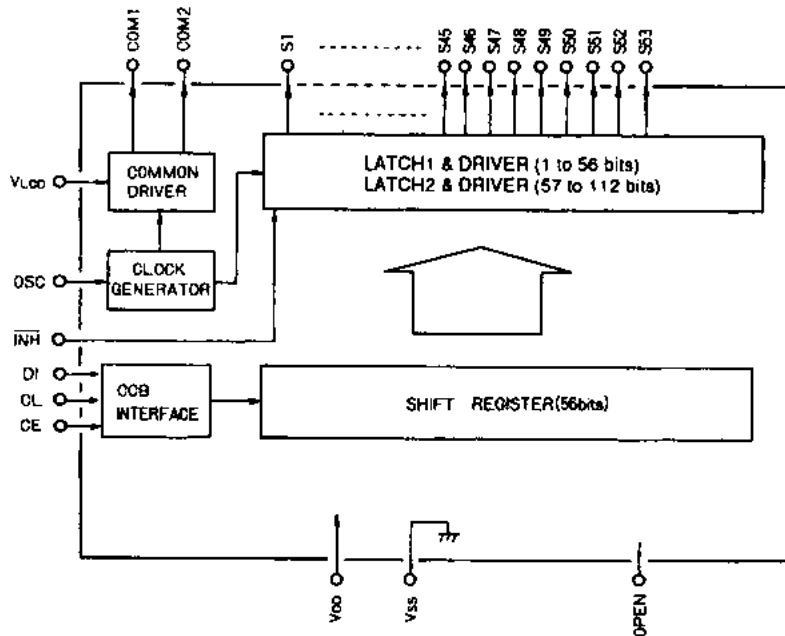 COM1
COM2
S1
S45
S46
S47
S48
S49
S50
S51
S52
S53
VLCD
COMMON
DRIVER
LATCH1 & DRIVER (1 to 56 bits)
LATCH2 & DRIVER (57 to 112 bits)
OSC
CLOCK
GENERATOR
INH
DI
CL
CE
CCB
INTERFACE
SHIFT REGISTER(56bits)
VDD
VSS
OPEN